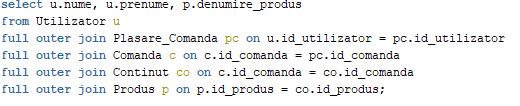 select u.nume, u.prenume, p.denumire_produs
from Utilizator u
full outer join Plasare_Comanda pc on u.id_utilizator = pc.id_utilizator
full outer join Comanda c on c.id_comanda = pc.id_comanda
full outer join Continut co on c.id_comanda = co.id_comanda
full outer join Produs p on p.id_produs = co.id_produs;